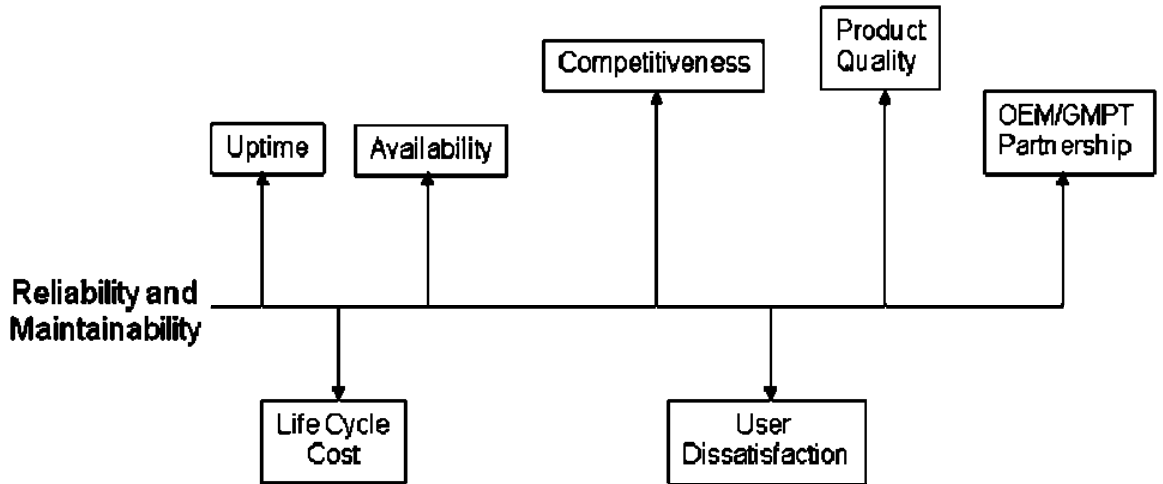 Product
Quality
Competitiveness
OEM/GMPT
Partnership
Uptime
Availability
Reliability and
Maintainability
Life Cycle
Cost
User
Dissatisfaction